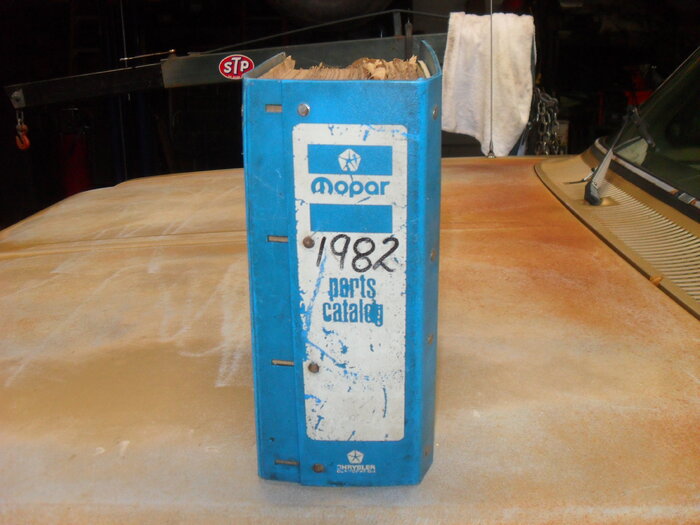 STP
mopar
1982
parts
catalog
CHRYSLER